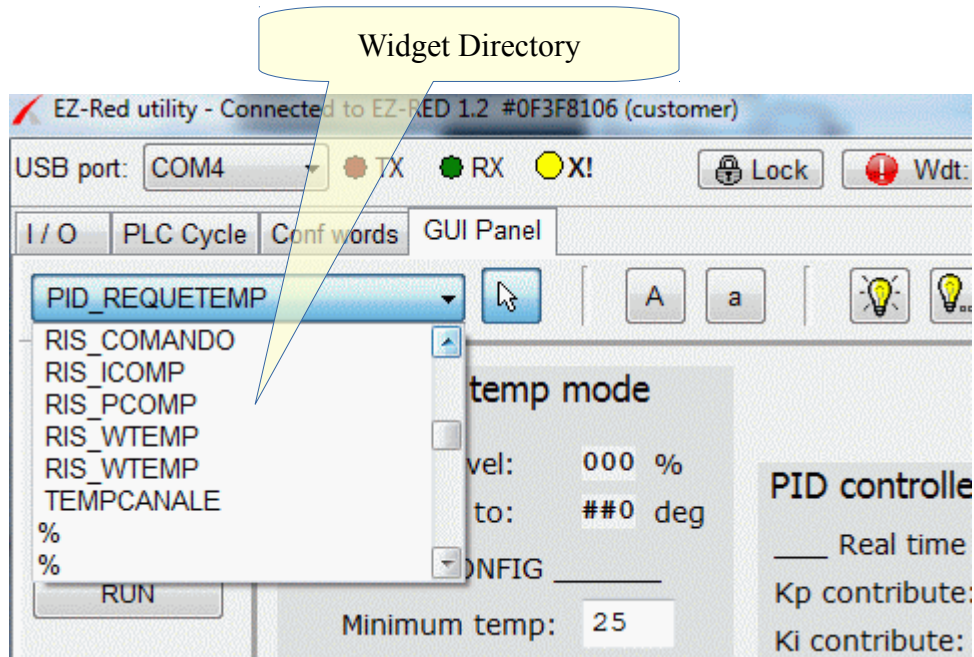 Widget Directory
EZ-Red utility - Connected to EZ-RED 1.2 #0F3F8106 (customer)
USB port: COM4 TX RX X! Lock Wdt:
I / O PLC Cycle Conf words GUI Panel
PID_REQUETEMP A a
RIS_COMANDO
RIS_ICOMP
RIS_PCOMP
RIS_WTEMP
RIS_WTEMP
TEMPCANALE
%
%
RUN
temp mode
vel: 000 %
to: ##0 deg
ONFIG ______
Minimum temp: 25
PID controlle
___ Real time
Kp contribute:
Ki contribute: